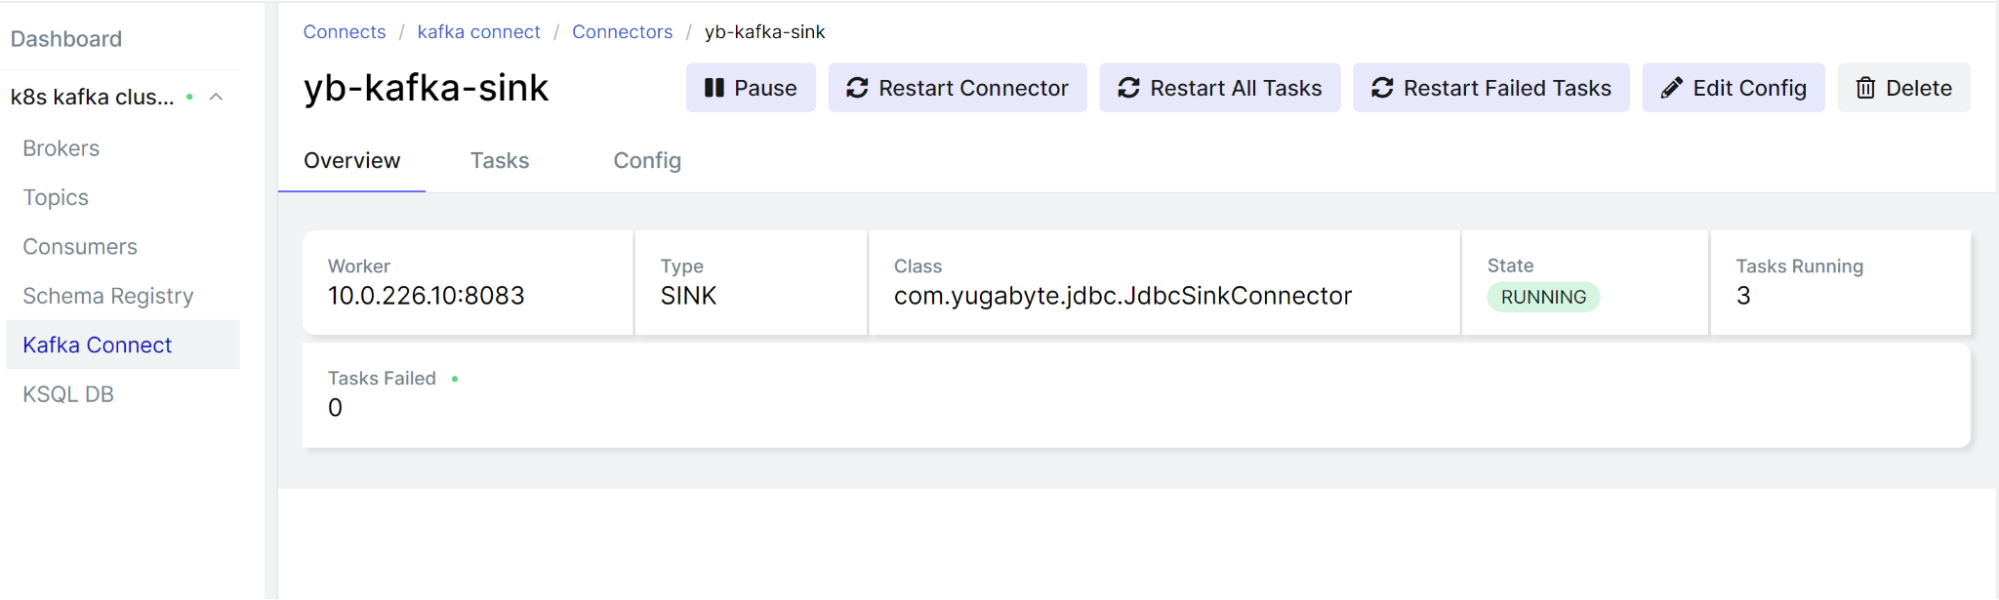 Dashboard
k8s kafka clus...
Brokers
Topics
Consumers
Schema Registry
Kafka Connect
KSQL DB
Connects / kafka connect / Connectors / yb-kafka-sink
yb-kafka-sink
Pause
Restart Connector
Restart All Tasks
Restart Failed Tasks
Edit Config
Delete
Overview
Tasks
Config
Worker
10.0.226.10:8083
Type
SINK
Class
com.yugabyte.jdbc.JdbcSinkConnector
State
RUNNING
Tasks Running
3
Tasks Failed
0